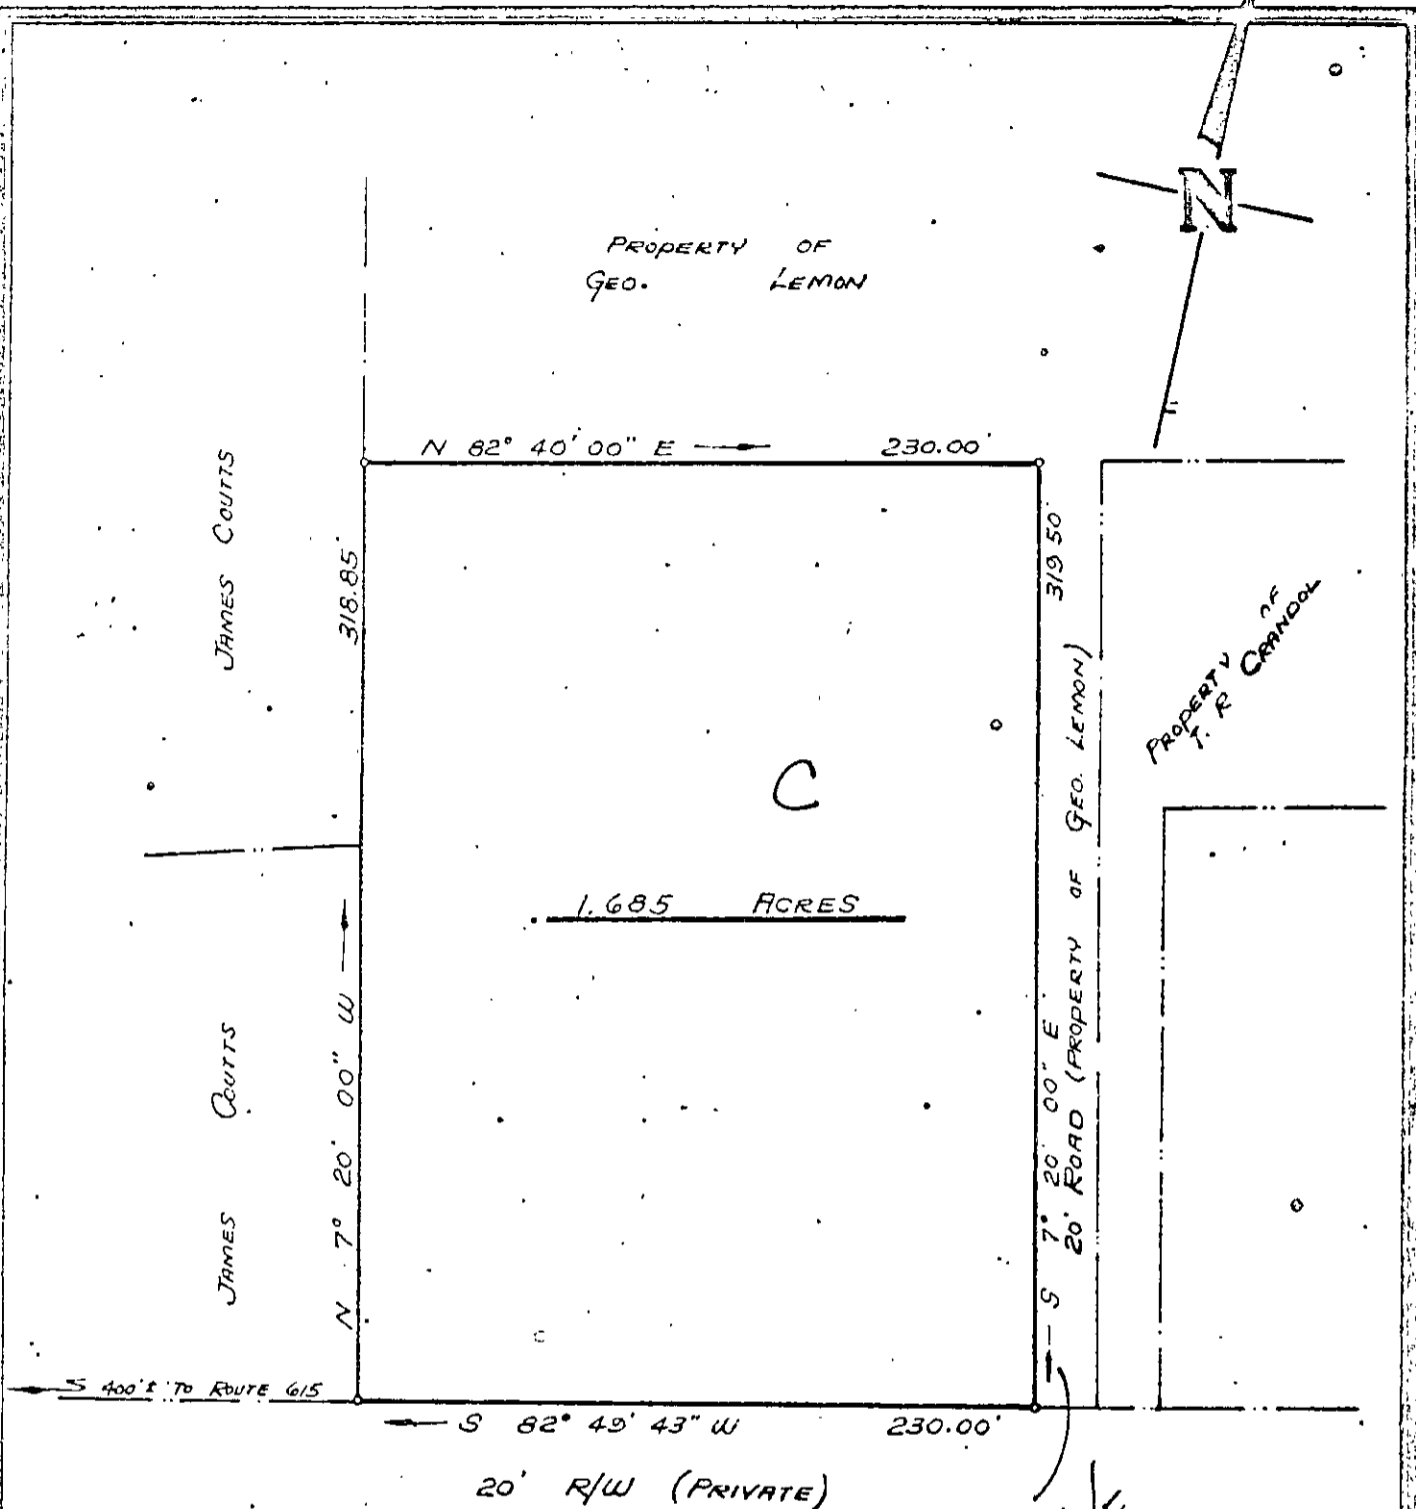 N
PROPERTY OF
GEO. LEMON
N 82° 40' 00" E 230.00'
JAMES COUTTS
318.85'
319.50'
PROPERTY OF
T. R. CRANDOL
C
1.685 ACRES
JAMES COUTTS
N 7° 20' 00" W
S 7° 20' 00" E
20' ROAD (PROPERTY OF GEO. LEMON)
400'± TO ROUTE 615
S 82° 49' 43" W 230.00'
20' R/W (PRIVATE)